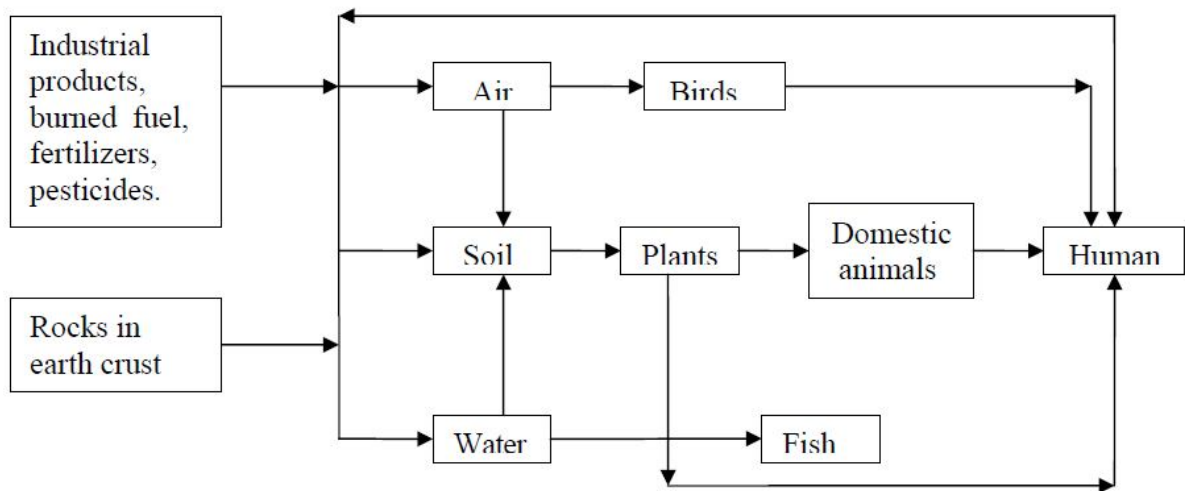 Industrial
products,
burned fuel,
fertilizers,
pesticides.
Air
Birds
Soil
Plants
Domestic
animals
Human
Rocks in
earth crust
Water
Fish